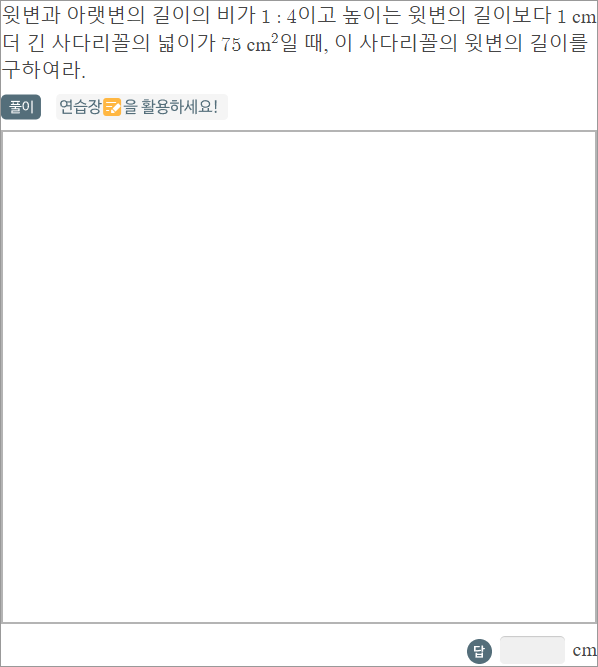 윗변과 아랫변의 길이의 비가 1 : 4이고 높이는 윗변의 길이보다 1 cm
더 긴 사다리꼴의 넓이가 75 cm²일 때, 이 사다리꼴의 윗변의 길이를
구하여라.
풀이 연습장을 활용하세요!
답 cm